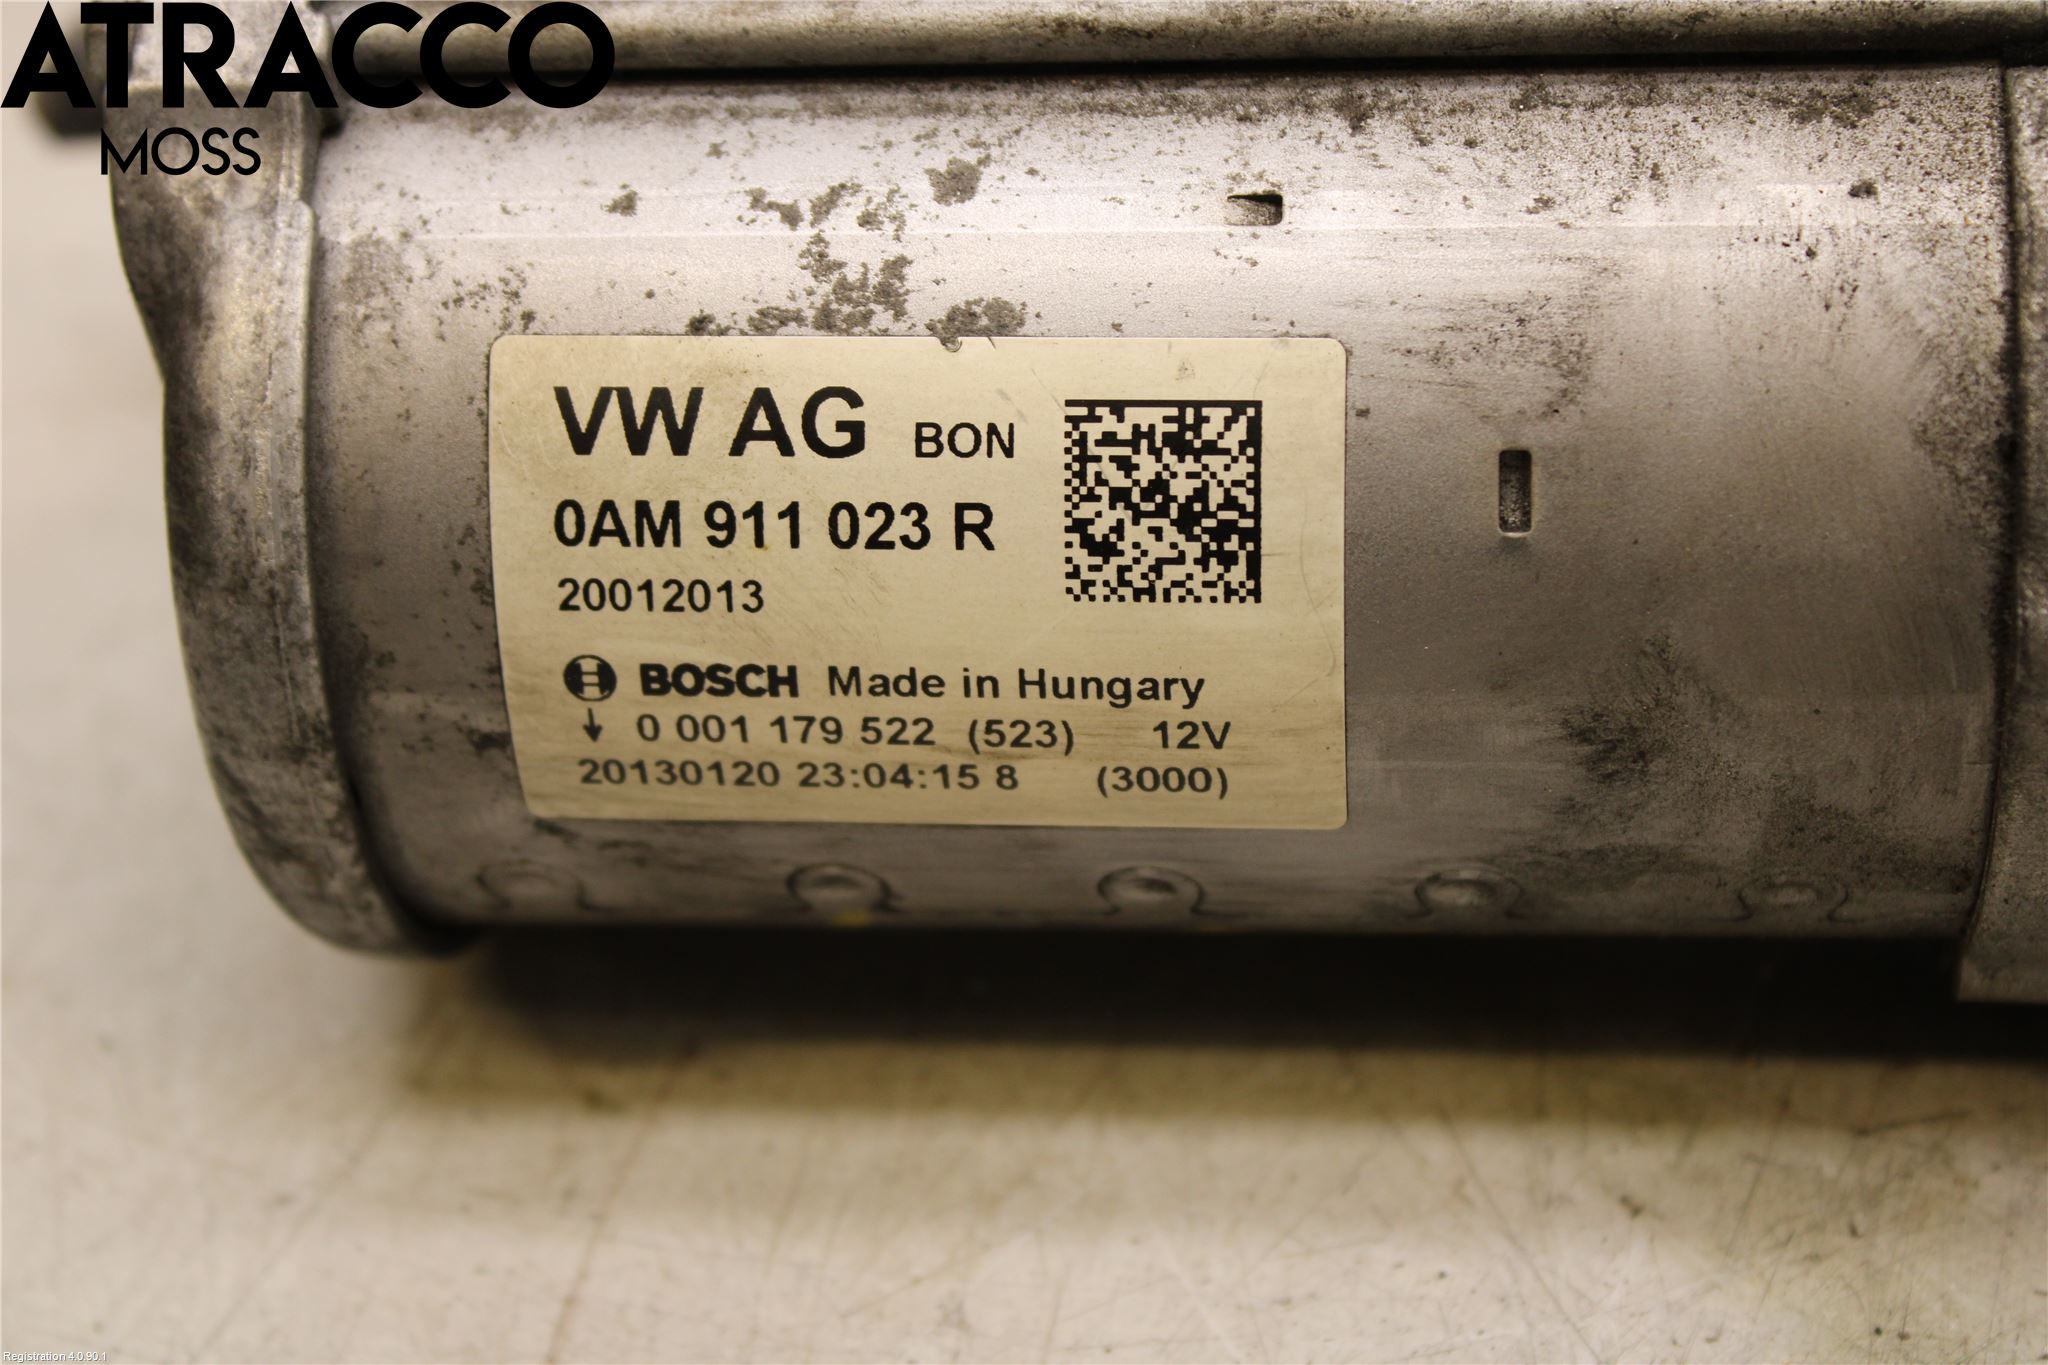 ATRACCO
MOSS
VW AG BON
0AM 911 023 R
20012013
BOSCH Made in Hungary
↓ 0 001 179 522 (523) 12V
20130120 23:04:15 8 (3000)
Registration 4.0.90.1